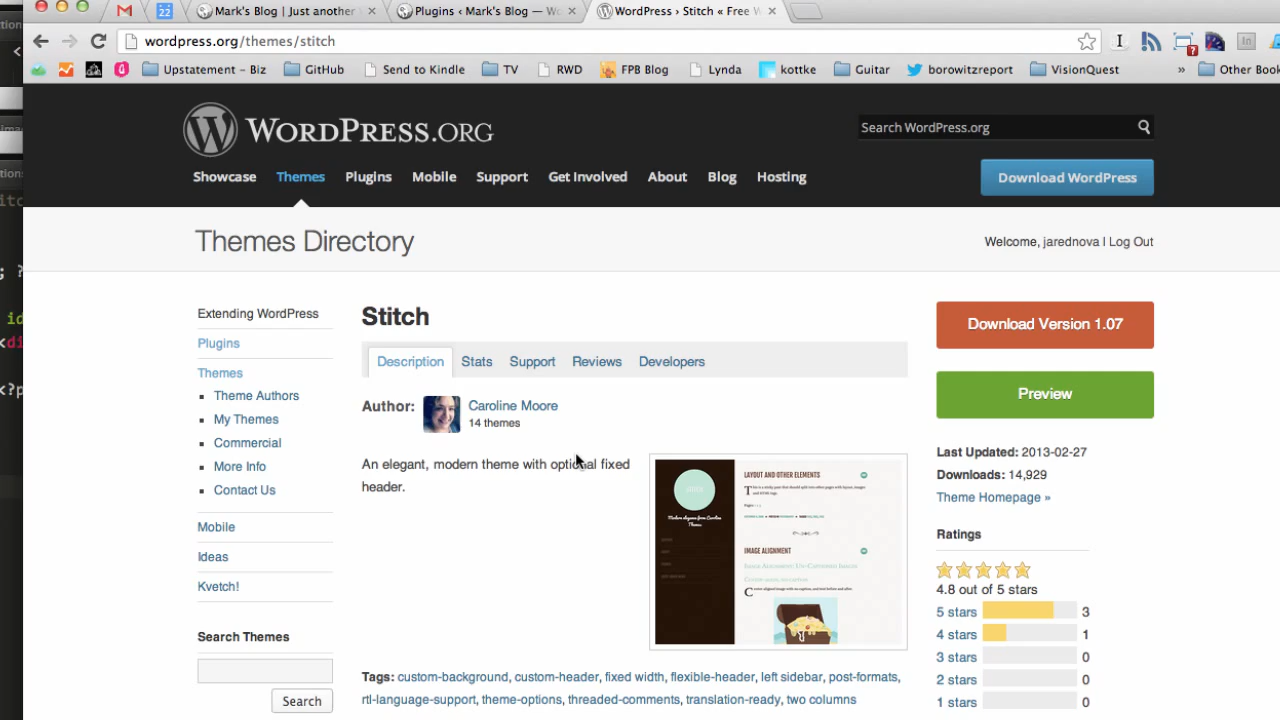 Mark's Blog | Just another
Plugins ‹ Mark's Blog — Wo
WordPress › Stitch « Free W
22
wordpress.org/themes/stitch
Upstatement – Biz
GitHub
Send to Kindle
TV
RWD
FPB Blog
Lynda
kottke
Guitar
borowitzreport
VisionQuest
»
Other Book
WORDPRESS.ORG
Search WordPress.org
Showcase
Themes
Plugins
Mobile
Support
Get Involved
About
Blog
Hosting
Download WordPress
Themes Directory
Welcome, jarednova | Log Out
Extending WordPress
Plugins
Themes
Theme Authors
My Themes
Commercial
More Info
Contact Us
Mobile
Ideas
Kvetch!
Search Themes
Search
Stitch
Description
Stats
Support
Reviews
Developers
Author:
Caroline Moore
14 themes
An elegant, modern theme with optional fixed
header.
LAYOUT AND OTHER ELEMENTS
IMAGE ALIGNMENT
Tags: custom-background, custom-header, fixed width, flexible-header, left sidebar, post-formats,
rtl-language-support, theme-options, threaded-comments, translation-ready, two columns
Download Version 1.07
Preview
Last Updated: 2013-02-27
Downloads: 14,929
Theme Homepage »
Ratings
4.8 out of 5 stars
5 stars 3
4 stars 1
3 stars 0
2 stars 0
1 stars 0